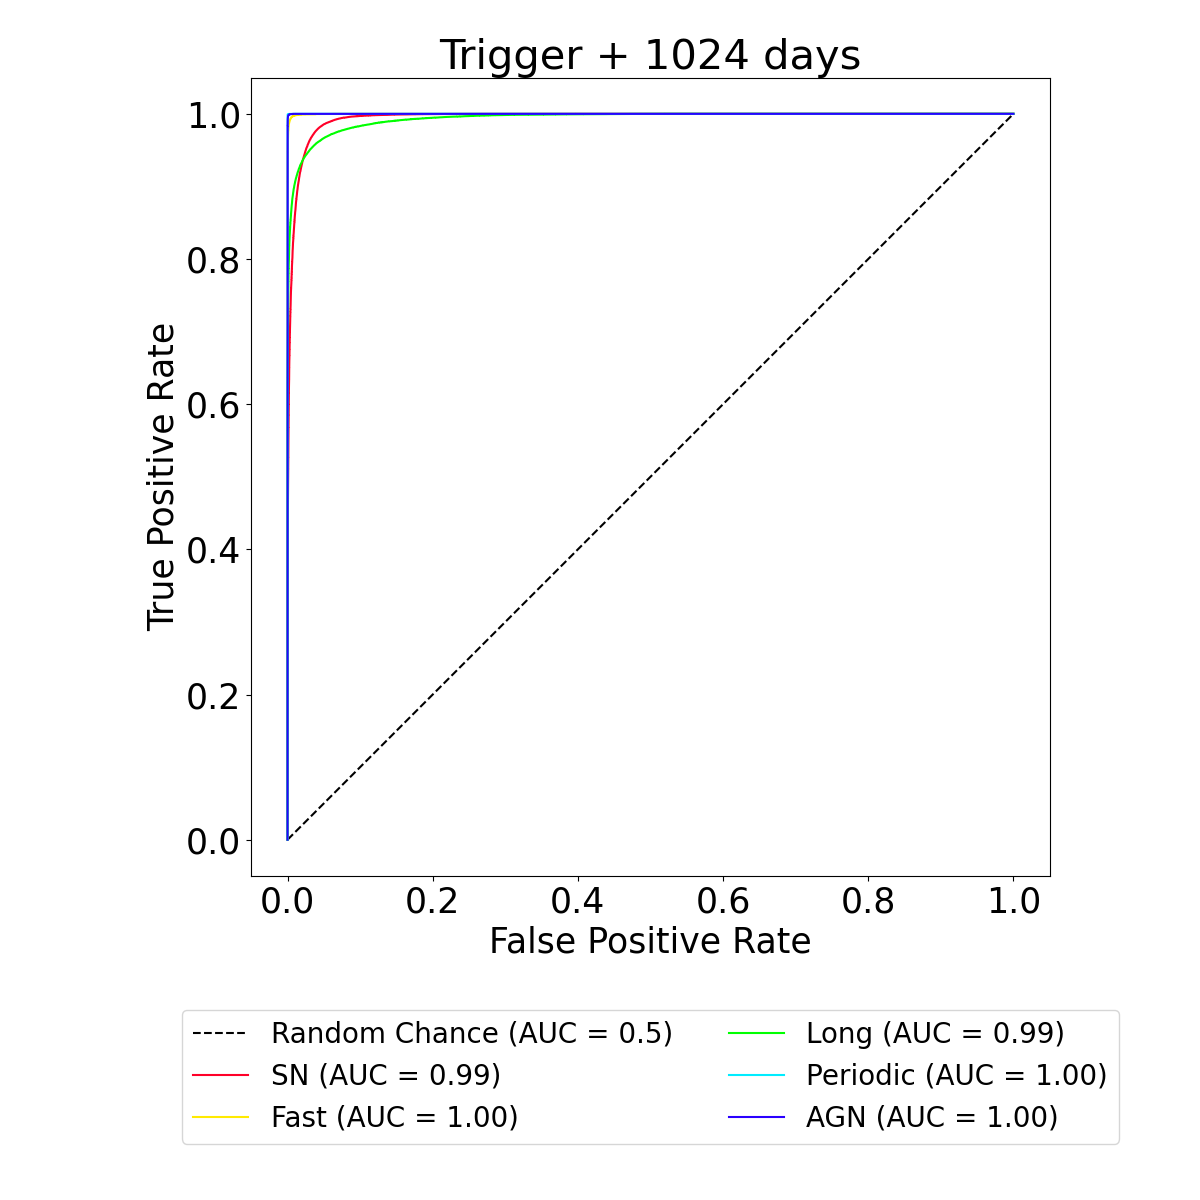 Trigger + 1024 days
1.0
0.8
0.6
0.4
0.2
0.0
True Positive Rate
0.0 0.2 0.4 0.6 0.8 1.0
False Positive Rate
Random Chance (AUC = 0.5)
SN (AUC = 0.99)
Fast (AUC = 1.00)
Long (AUC = 0.99)
Periodic (AUC = 1.00)
AGN (AUC = 1.00)